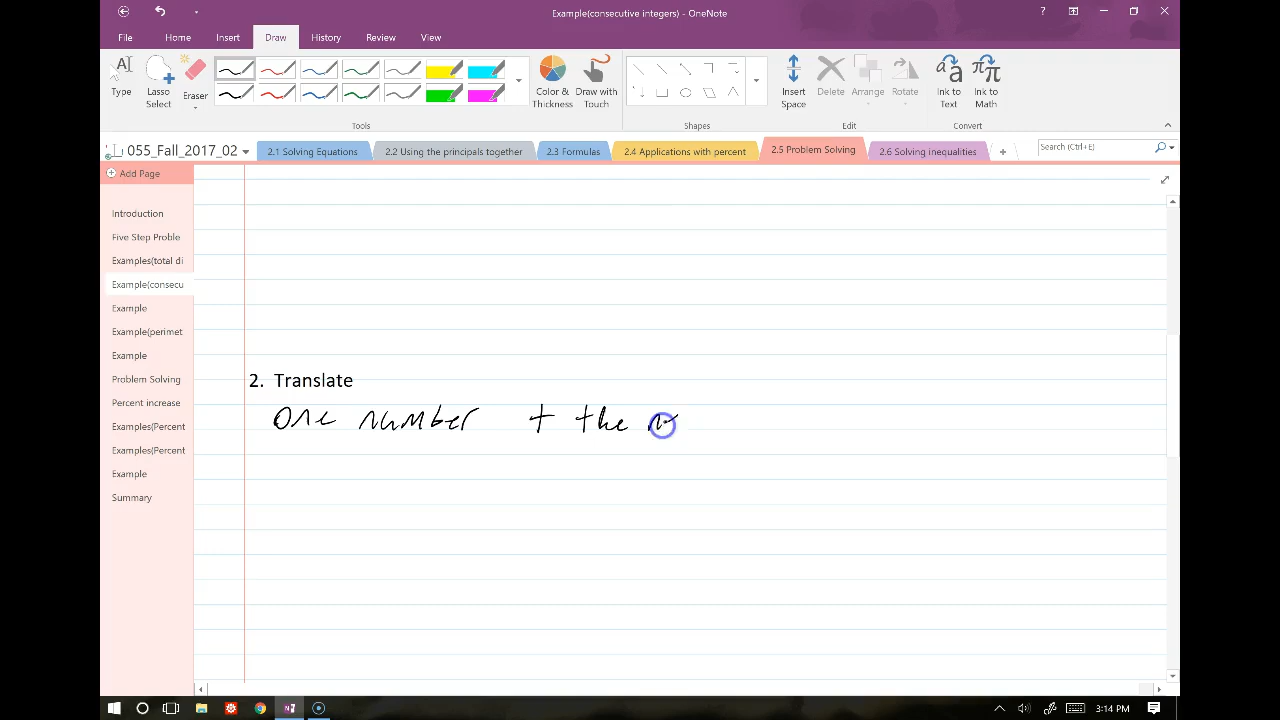 Example(consecutive integers) - OneNote
File Home Insert Draw History Review View
Type
Lasso Select
Eraser
Color & Thickness
Draw with Touch
Insert Space
Delete
Arrange
Rotate
Ink to Text
Ink to Math
Tools
Shapes
Edit
Convert
055_Fall_2017_02
2.1 Solving Equations
2.2 Using the principals together
2.3 Formulas
2.4 Applications with percent
2.5 Problem Solving
2.6 Solving inequalities
Search (Ctrl+E)
Add Page
Introduction
Five Step Proble
Examples(total di
Example(consecu
Example
Example(perimet
Example
Problem Solving
Percent increase
Examples(Percent
Examples(Percent
Example
Summary
2. Translate
One number + the
3:14 PM